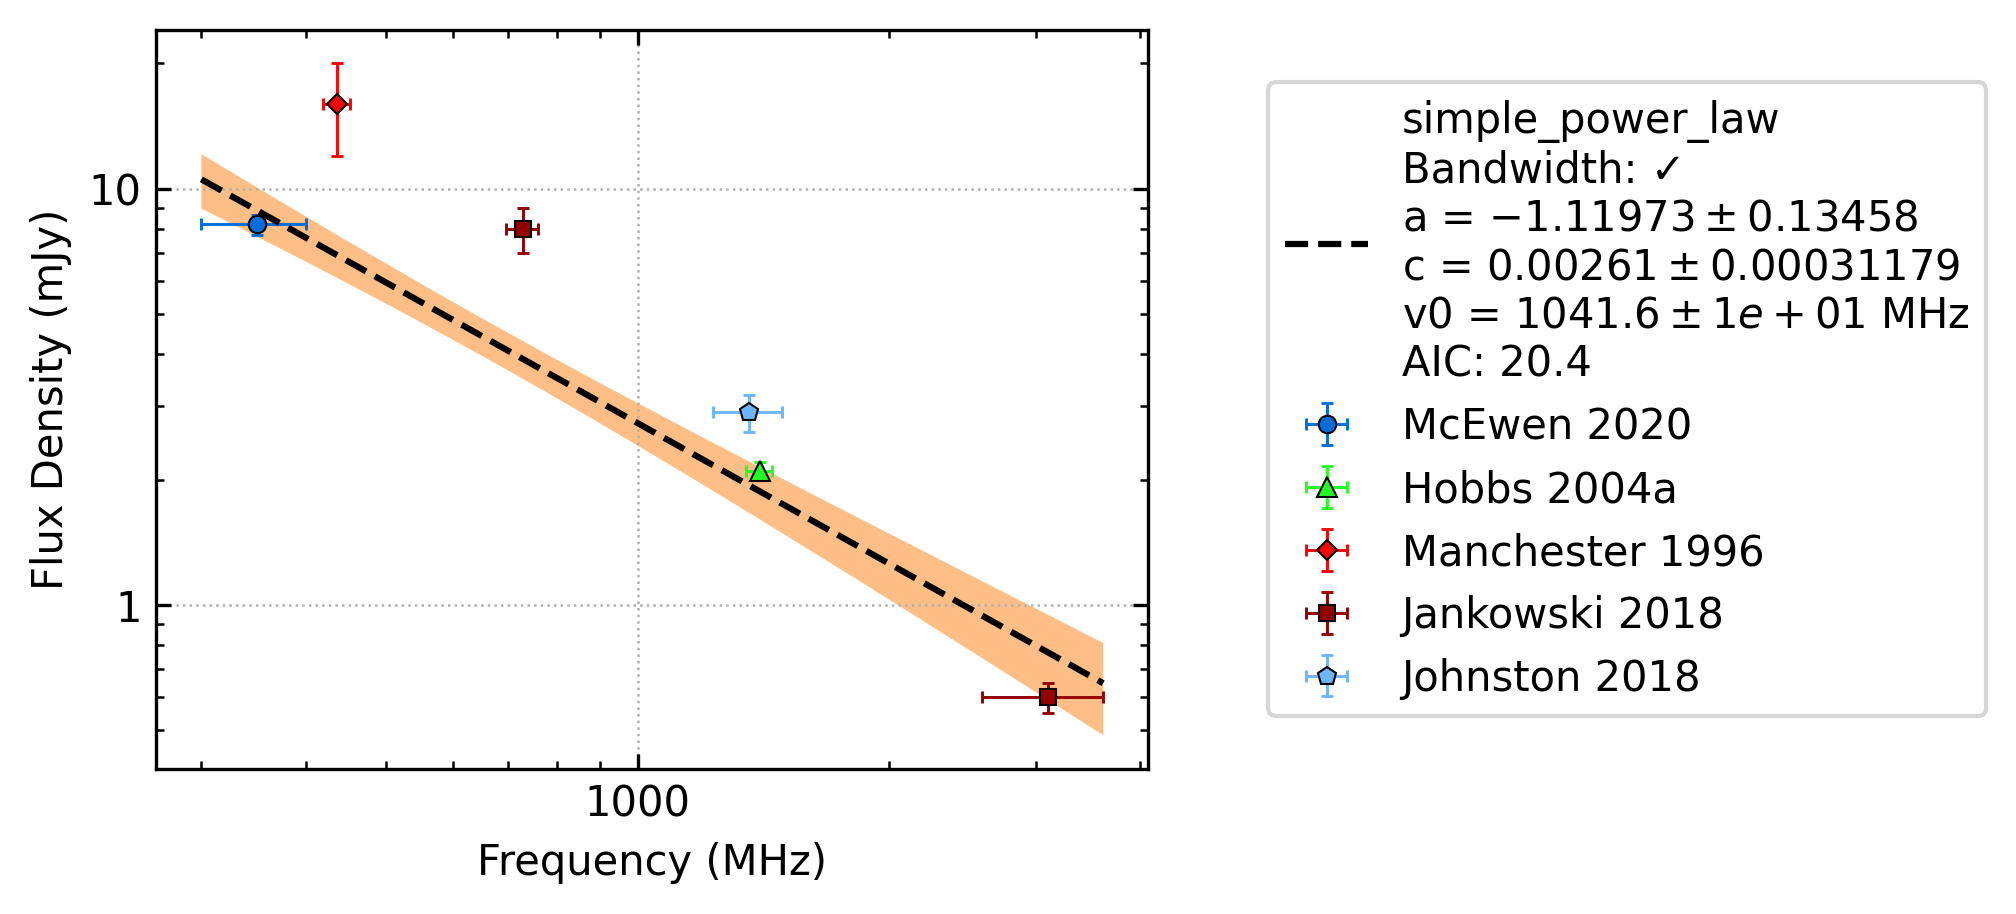 10
1
1000
Flux Density (mJy)
Frequency (MHz)
simple_power_law
Bandwidth: ✓
a = −1.11973 ± 0.13458
c = 0.00261 ± 0.00031179
v0 = 1041.6 ± 1e + 01 MHz
AIC: 20.4
McEwen 2020
Hobbs 2004a
Manchester 1996
Jankowski 2018
Johnston 2018